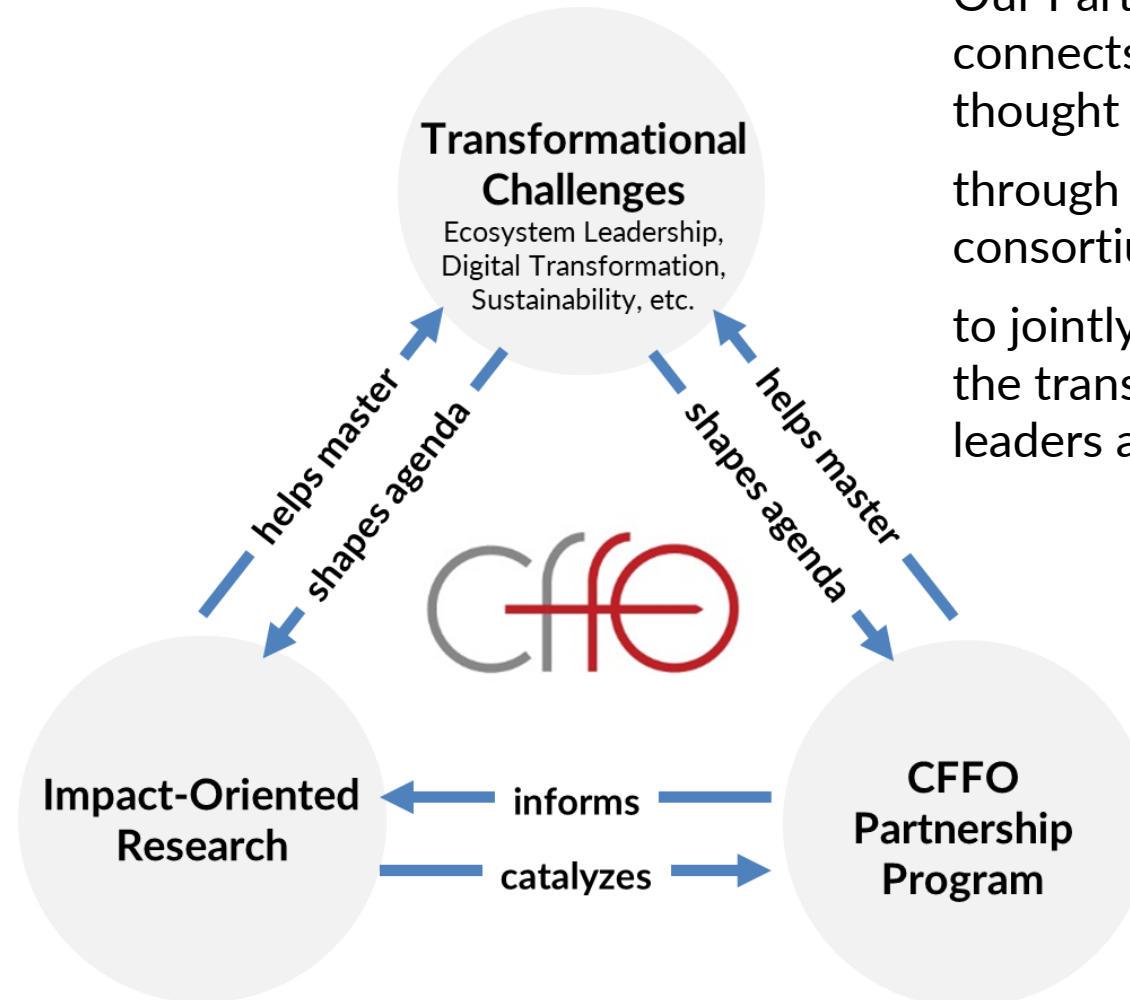 Transformational
Challenges
Ecosystem Leadership,
Digital Transformation,
Sustainability, etc.
connects
thought
through
to jointly
the
leaders
helps master
shapes agenda
shapes agenda
helps master
cffo
Impact-Oriented
Research
informs
catalyzes
CFFO
Partnership
Program